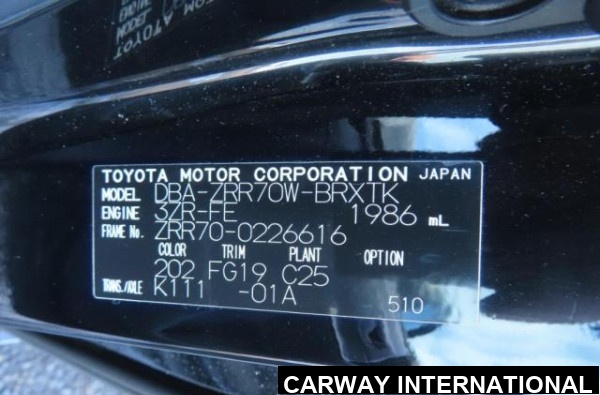 TOYOTA MOTOR CORPORATION JAPAN
MODEL DBA-ZRR70W-BRXTK
ENGINE 3ZR-FE 1986 mL
FRAME No. ZRR70-0226616
COLOR TRIM PLANT OPTION
202 FG19 C25
TRANS./AXLE K111 -01A 510
CARWAY INTERNATIONAL